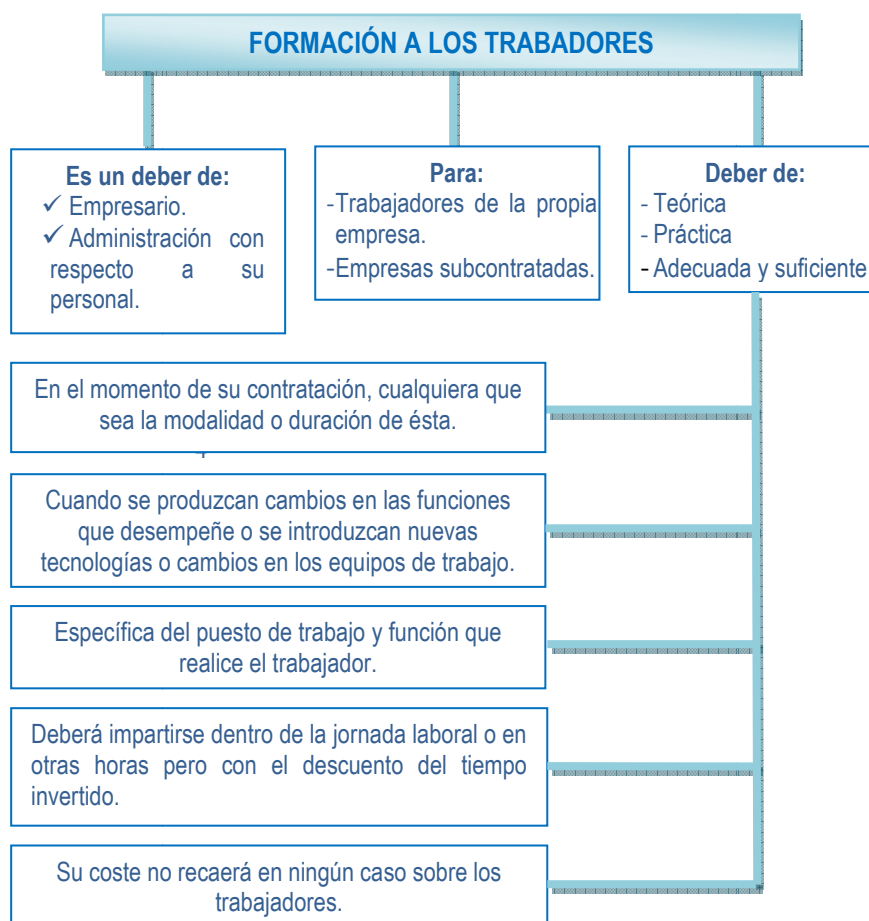 FORMACIÓN A LOS TRABADORES
Es un deber de:
✓ Empresario.
✓ Administración con
respecto a su
personal.
Para:
-Trabajadores de la propia
empresa.
-Empresas subcontratadas.
Deber de:
- Teórica
- Práctica
- Adecuada y suficiente
En el momento de su contratación, cualquiera que
sea la modalidad o duración de ésta.
Cuando se produzcan cambios en las funciones
que desempeñe o se introduzcan nuevas
tecnologías o cambios en los equipos de trabajo.
Específica del puesto de trabajo y función que
realice el trabajador.
Deberá impartirse dentro de la jornada laboral o en
otras horas pero con el descuento del tiempo
invertido.
Su coste no recaerá en ningún caso sobre los
trabajadores.